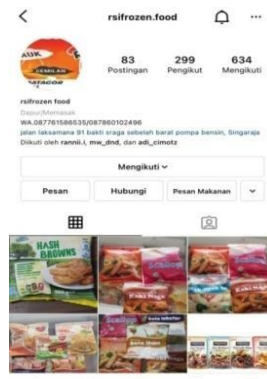 rsifrozen.food
CEMILAN
83 299 634
Postingan Pengikut Mengikuti
rsifrozen food
Dapur/Memasak
WA.087761586535/087860102496
jalan laksamana 91 bakti sraga sebelah barat pompa bensin, Singaraja
Diikuti oleh rannii.i, mw_dnd, dan adi_cimotz
Mengikuti
Pesan Hubungi Pesan Makanan
HASH
BROWNS
Scallop